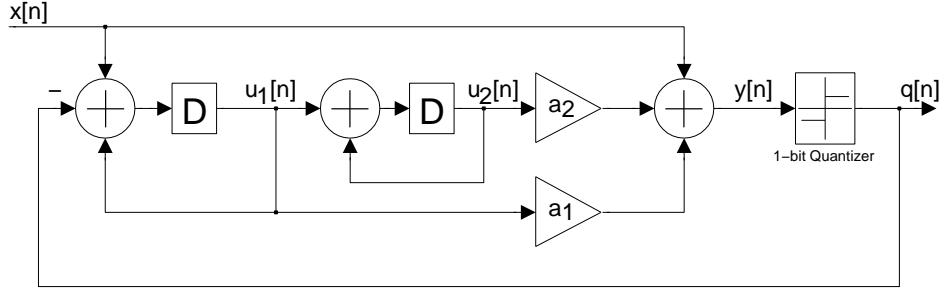 x[n]
−
D
u1[n]
D
u2[n]
a2
y[n]
q[n]
1−bit Quantizer
a1